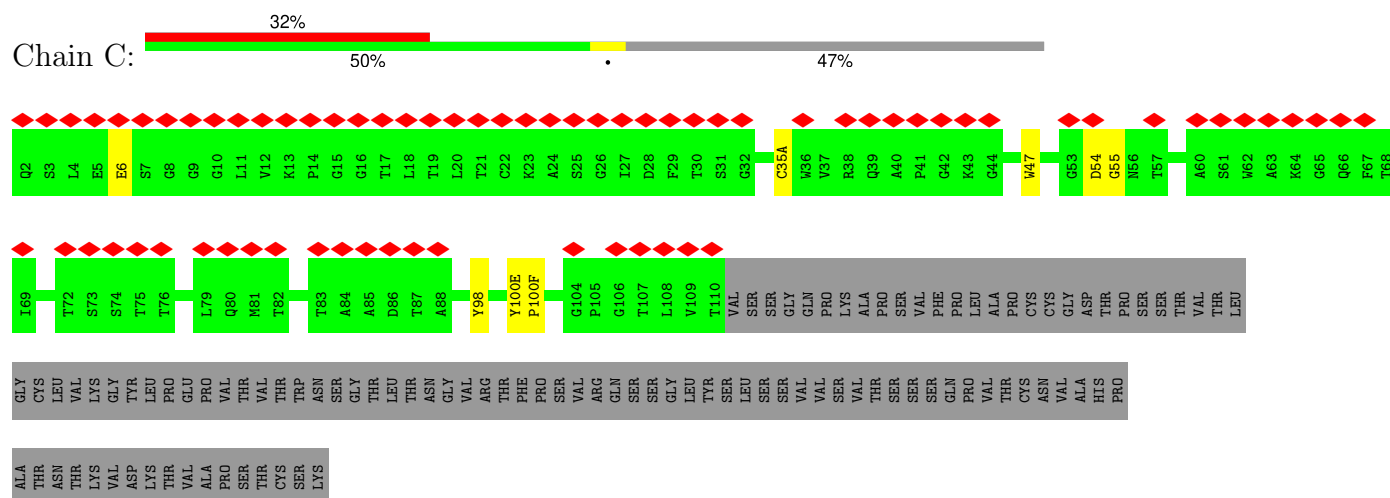 32%
Chain C:
50% • 47%
Q2 S3 L4 E5 E6 S7 G8 G9 G10 L11 V12 K13 P14 G15 G16 T17 L18 T19 L20 T21 C22 K23 A24 S25 G26 I27 D28 F29 T30 S31 G32 C35A W36 V37 R38 Q39 A40 P41 G42 K43 G44 W47 G53 D54 G55 N56 T57 A60 S61 W62 A63 K64 G65 Q66 F67 T68
I69 T72 S73 S74 T75 T76 L79 Q80 M81 T82 T83 A84 A85 D86 T87 A88 Y98 Y100E P100F G104 P105 G106 T107 L108 V109 T110 VAL SER SER GLY GLN PRO LYS ALA PRO SER VAL PHE PRO LEU ALA PRO CYS CYS GLY ASP THR PRO SER SER THR VAL THR LEU
GLY CYS LEU VAL LYS GLY TYR LEU PRO GLU PRO VAL THR VAL THR TRP ASN SER GLY THR LEU THR ASN GLY VAL ARG THR PHE PRO SER VAL ARG GLN SER SER GLY LEU TYR SER LEU SER SER VAL VAL SER VAL THR SER SER SER GLN PRO VAL THR CYS ASN VAL ALA HIS PRO
ALA THR ASN THR LYS VAL ASP LYS THR VAL ALA PRO SER THR CYS SER LYS